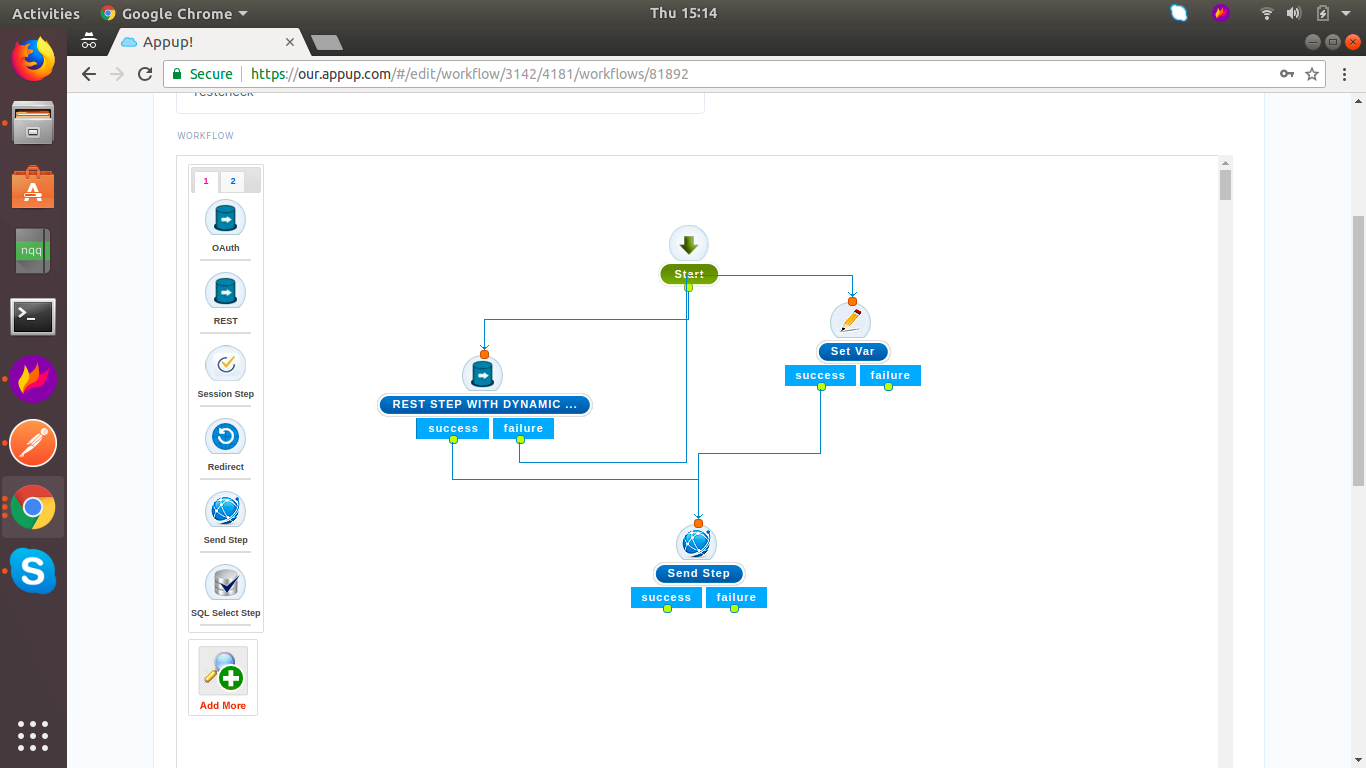 Activities Google Chrome Thu 15:14
Appup!
Secure https://our.appup.com/#/edit/workflow/3142/4181/workflows/81892
WORKFLOW
1 2
OAuth
REST
Session Step
Redirect
Send Step
SQL Select Step
Add More
Start
Set Var
success failure
REST STEP WITH DYNAMIC ...
success failure
Send Step
success failure
nqq